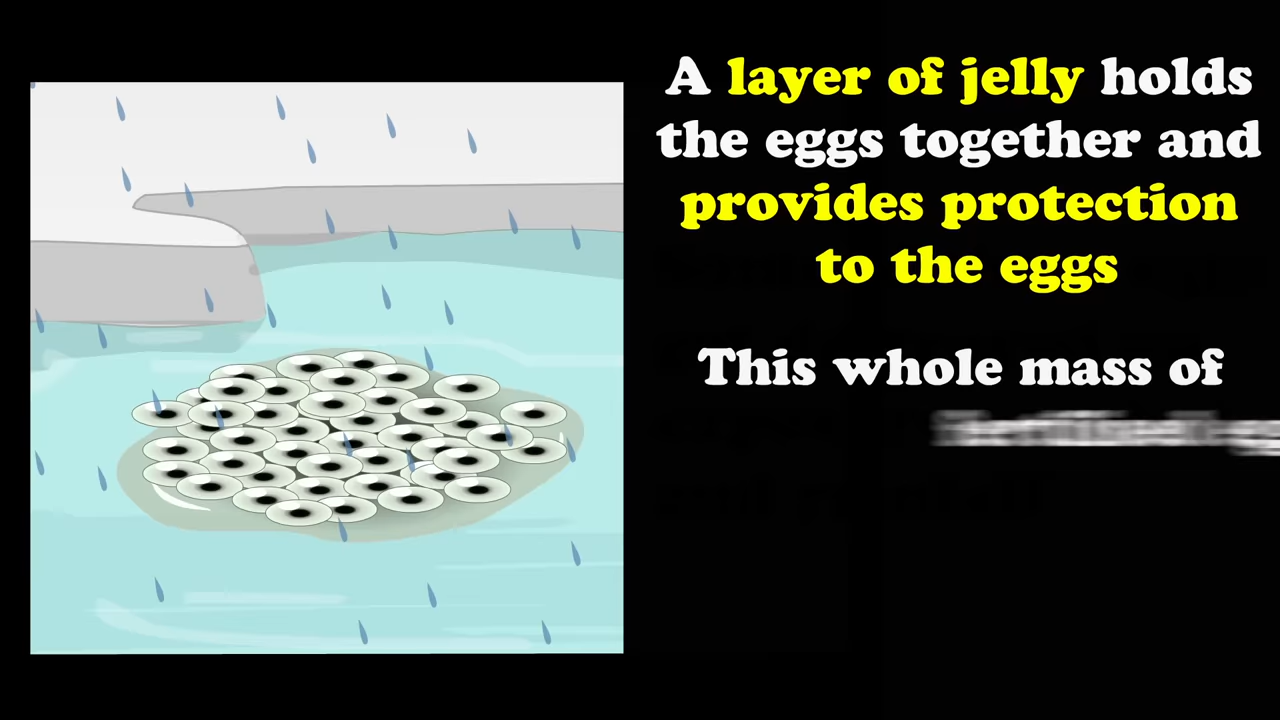 A layer of jelly holds
the eggs together and
provides protection
to the eggs
This whole mass of